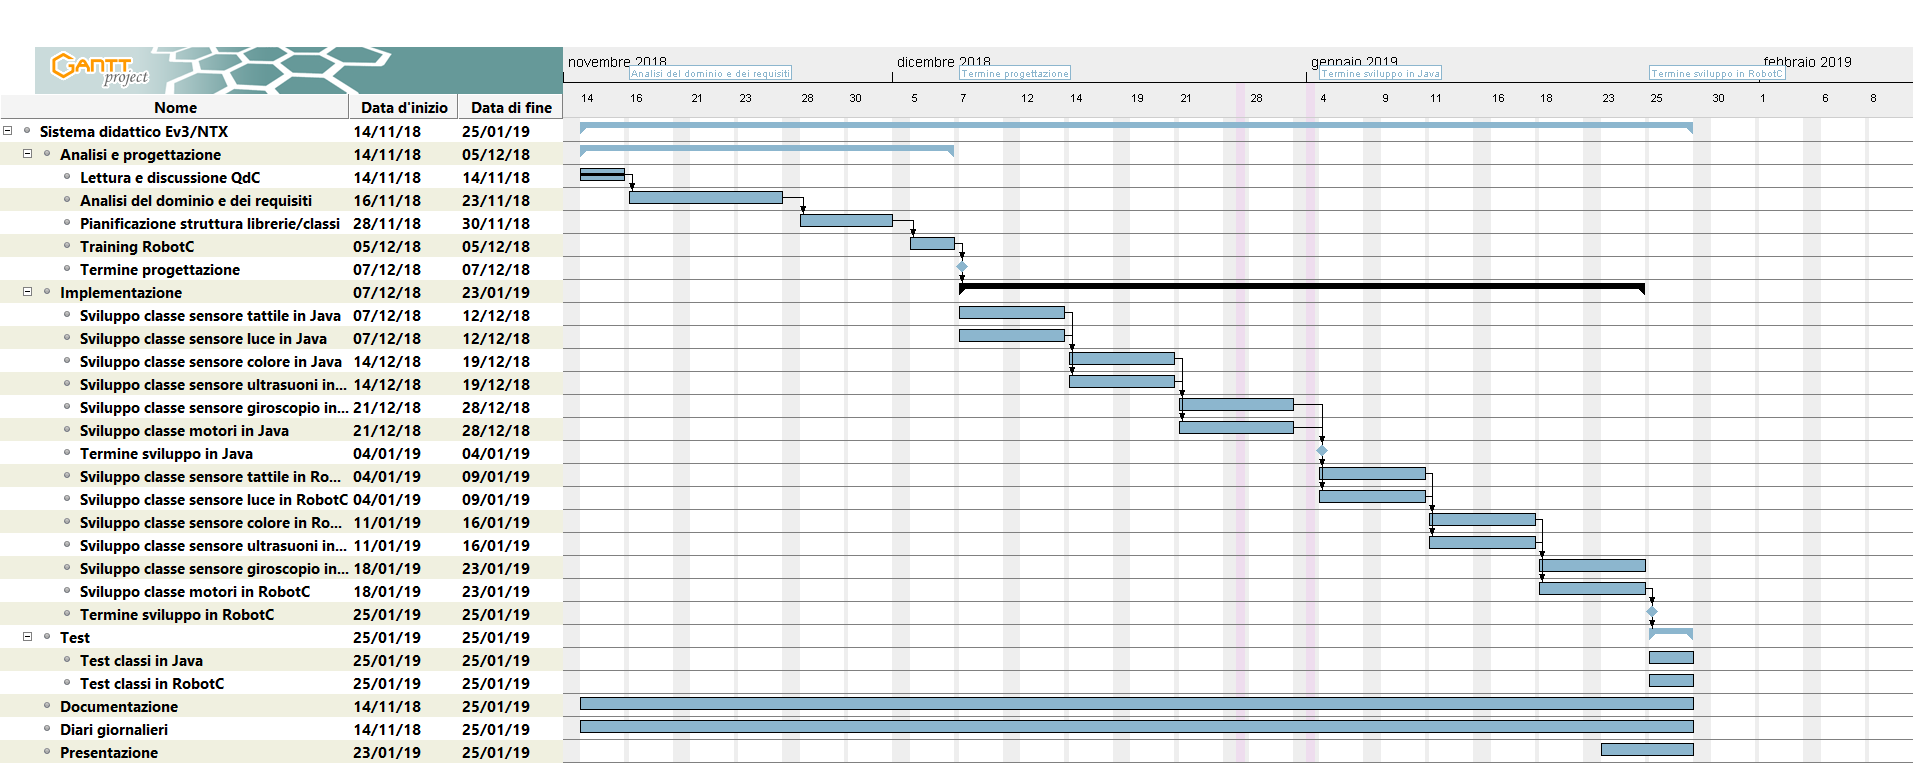 GANTT
project
novembre 2018 dicembre 2018 gennaio 2019 febbraio 2019
Analisi del dominio e dei requisiti Termine progettazione Termine sviluppo in Java Termine sviluppo in RobotC
Nome Data d'inizio Data di fine
14 16 21 23 28 30 5 7 12 14 19 21 28 4 9 11 16 18 23 25 30 1 6 8
Sistema didattico Ev3/NTX 14/11/18 25/01/19
Analisi e progettazione 14/11/18 05/12/18
Lettura e discussione QdC 14/11/18 14/11/18
Analisi del dominio e dei requisiti 16/11/18 23/11/18
Pianificazione struttura librerie/classi 28/11/18 30/11/18
Training RobotC 05/12/18 05/12/18
Termine progettazione 07/12/18 07/12/18
Implementazione 07/12/18 23/01/19
Sviluppo classe sensore tattile in Java 07/12/18 12/12/18
Sviluppo classe sensore luce in Java 07/12/18 12/12/18
Sviluppo classe sensore colore in Java 14/12/18 19/12/18
Sviluppo classe sensore ultrasuoni in... 14/12/18 19/12/18
Sviluppo classe sensore giroscopio in... 21/12/18 28/12/18
Sviluppo classe motori in Java 21/12/18 28/12/18
Termine sviluppo in Java 04/01/19 04/01/19
Sviluppo classe sensore tattile in Ro... 04/01/19 09/01/19
Sviluppo classe sensore luce in RobotC 04/01/19 09/01/19
Sviluppo classe sensore colore in Ro... 11/01/19 16/01/19
Sviluppo classe sensore ultrasuoni in... 11/01/19 16/01/19
Sviluppo classe sensore giroscopio in... 18/01/19 23/01/19
Sviluppo classe motori in RobotC 18/01/19 23/01/19
Termine sviluppo in RobotC 25/01/19 25/01/19
Test 25/01/19 25/01/19
Test classi in Java 25/01/19 25/01/19
Test classi in RobotC 25/01/19 25/01/19
Documentazione 14/11/18 25/01/19
Diari giornalieri 14/11/18 25/01/19
Presentazione 23/01/19 25/01/19